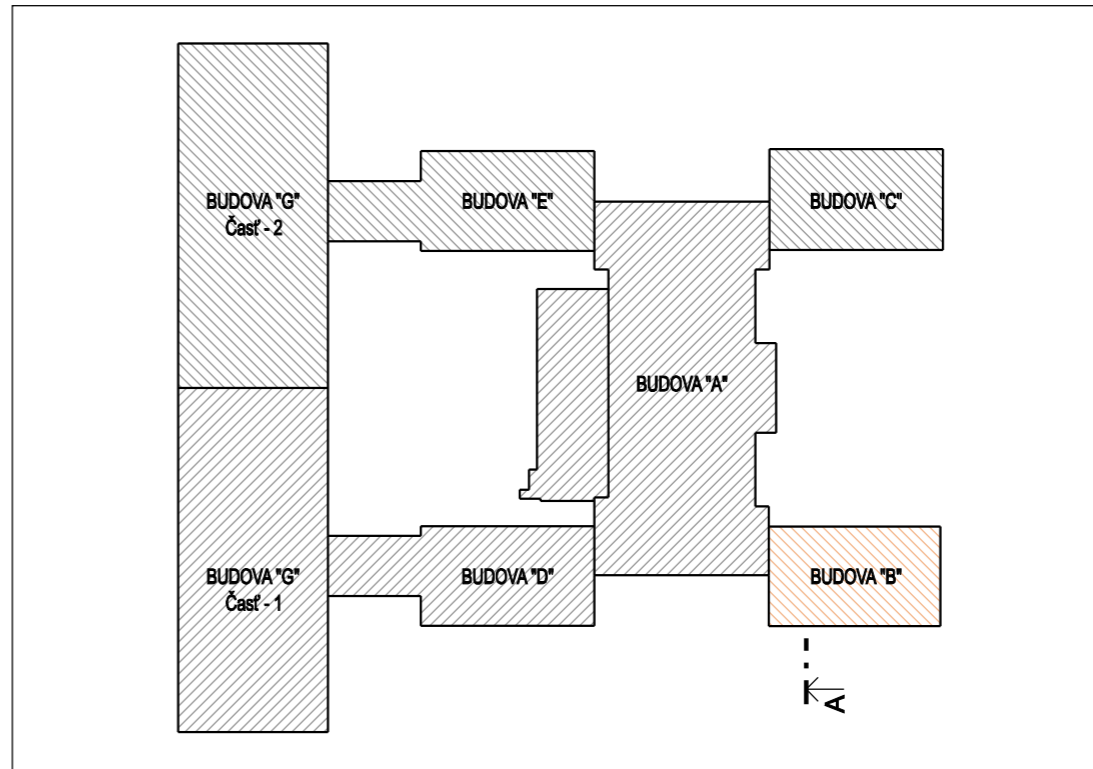 BUDOVA "G"
Časť - 2
BUDOVA "E"
BUDOVA "C"
BUDOVA "A"
BUDOVA "G"
Časť - 1
BUDOVA "D"
BUDOVA "B"
A